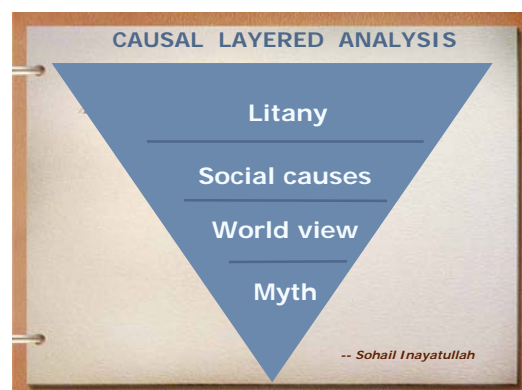 CAUSAL LAYERED ANALYSIS
Litany
Social causes
World view
Myth
-- Sohail Inayatullah